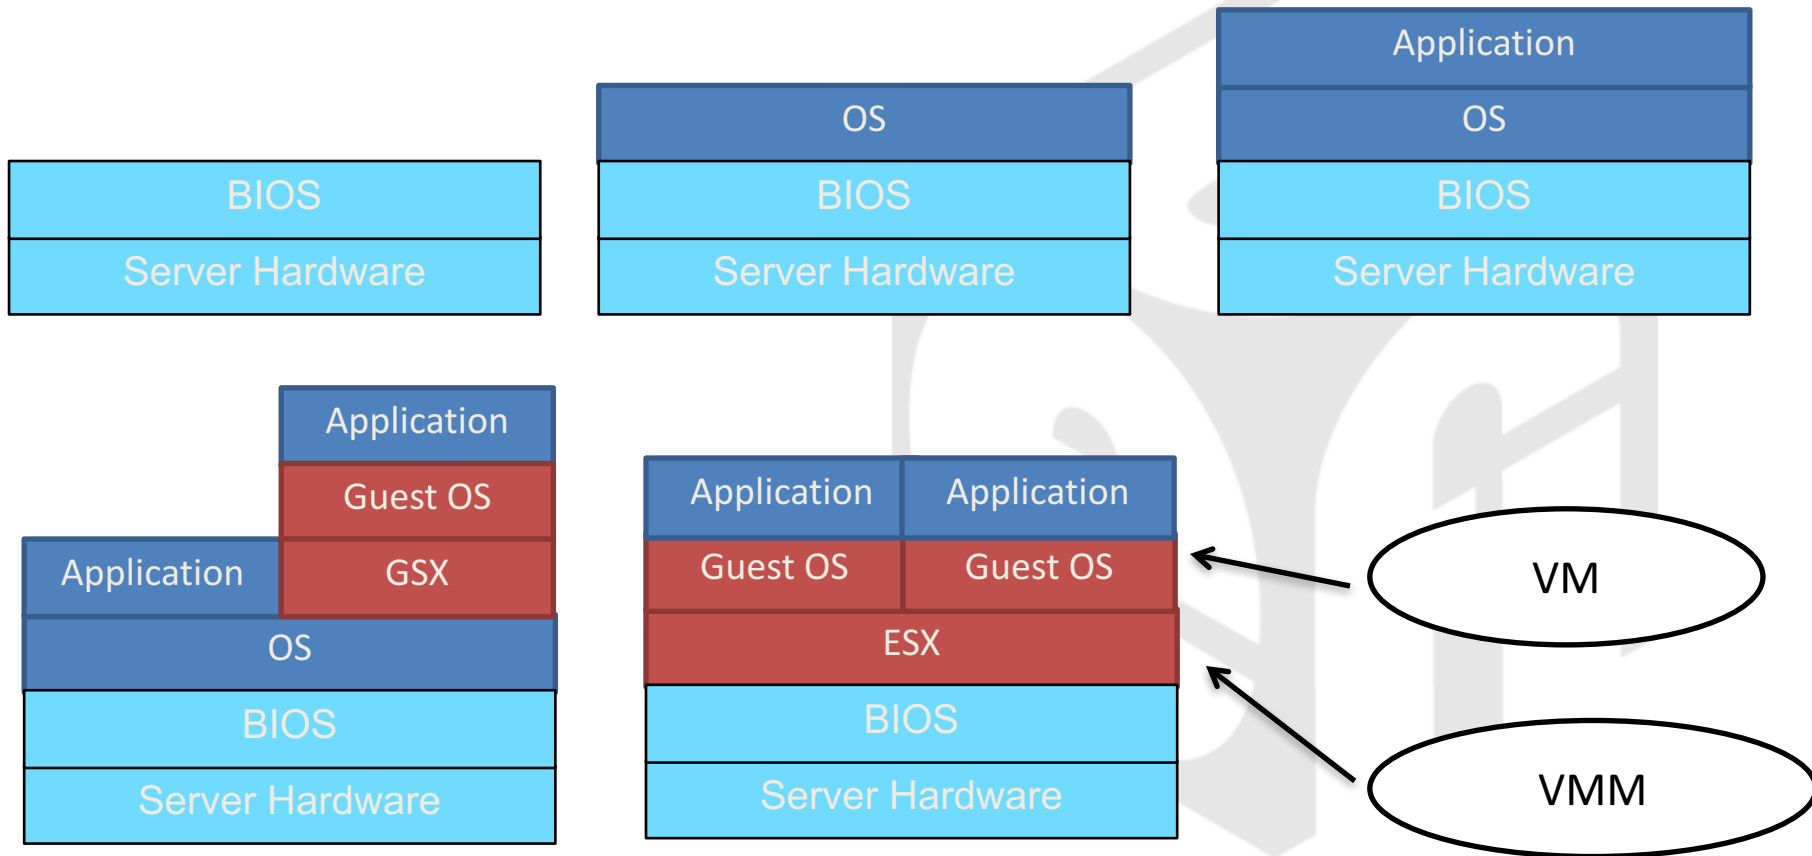 BIOS
Server Hardware
OS
BIOS
Server Hardware
Application
OS
BIOS
Server Hardware
Application
Guest OS
Application
GSX
OS
BIOS
Server Hardware
Application
Application
Guest OS
Guest OS
ESX
BIOS
Server Hardware
VM
VMM